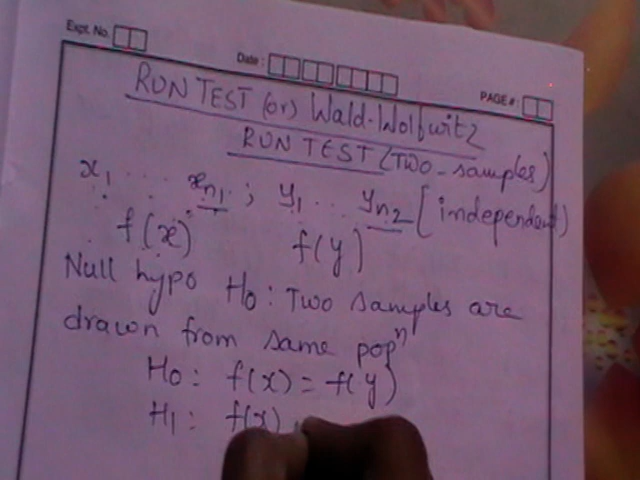 Expt. No.
Date :
PAGE # :
RUN TEST (or) Wald-Wolfwitz
RUN TEST (TWO-samples)
x₁ .... xₙ₁ ; y₁ ... yₙ₂ [independent)
f(x) f(y)
Null hypo H₀ : Two samples are
drawn from same popⁿ
H₀ : f(x) = f(y)
H₁ : f(x)